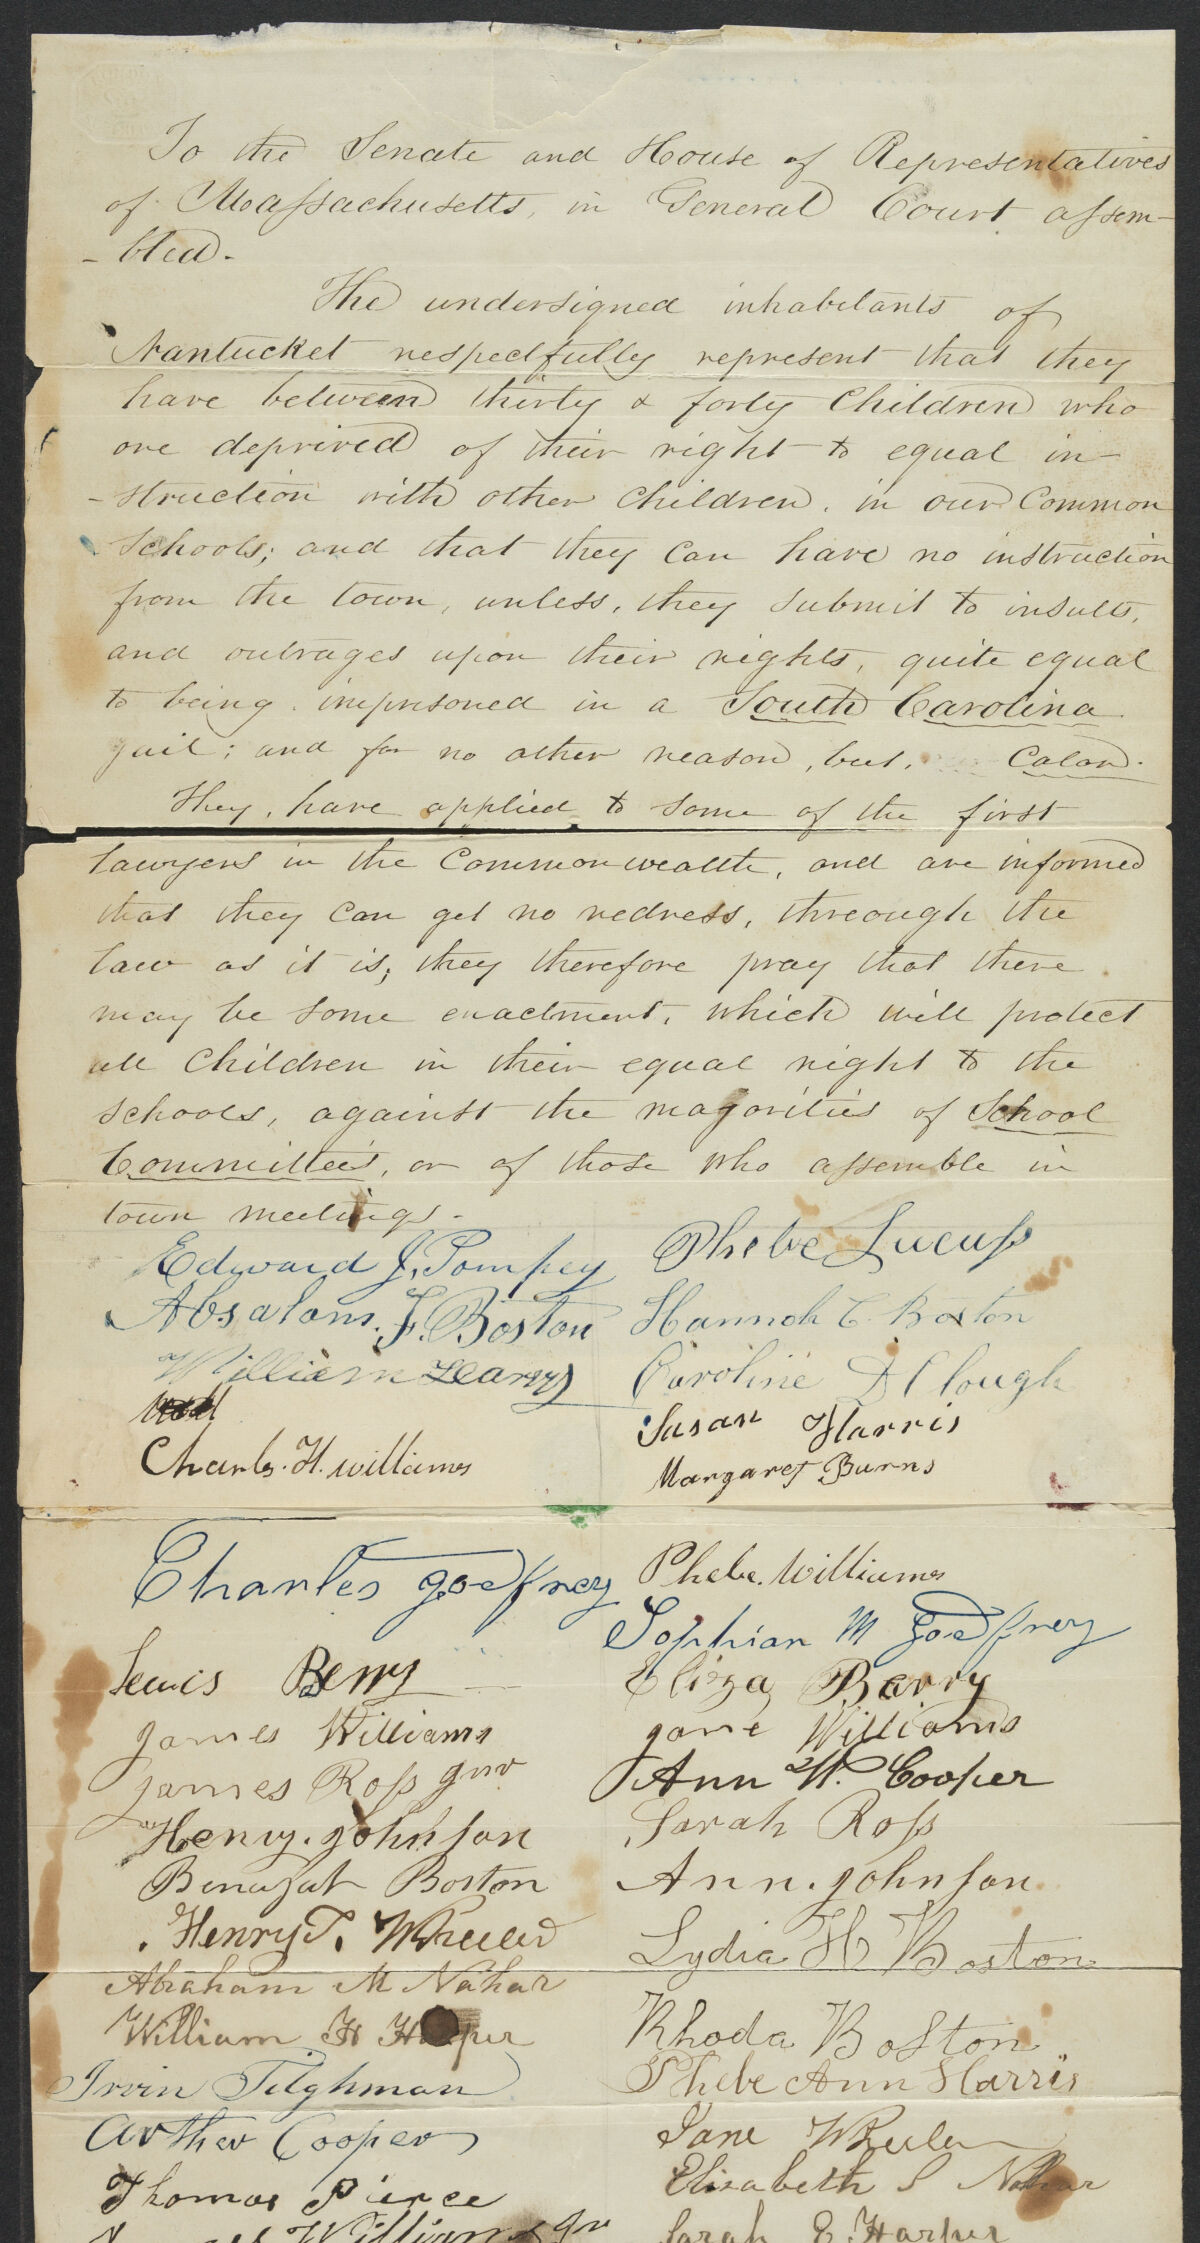 To the Senate and House of Representatives
of Massachusetts, in General Court assem-
-bled.
The undersigned inhabitants of
Nantucket respectfully represent that they
have between thirty & forty Children who
are deprived of their right to equal in-
-struction with other children, in our Common
Schools; and that they can have no instruction
from the town, unless, they submit to insults,
and outrages upon their rights, quite equal
to being imprisoned in a South Carolina
jail; and for no other reason, but, Color.
They, have applied to some of the first
lawyers in the Commonwealth, and are informed
that they can get no redress, through the
law as it is; they therefore pray that there
may be some enactment, which will protect
all Children in their equal right to the
schools, against the majorities of School
Committees, or of those who assemble in
town meetings.
Edward J. Pompey
Absalom. F. Boston
William Harris
Charles. H. williams
Charles godfrey
Lewis Berry
James Williams
James Ross Jnr
Henry. Johnson
Benajah Boston
Henry T. Wheeler
Abraham M Nahar
William H Harper
Irvin Tilghman
Arther Cooper
Thomas Pierce
Williams Jnr
Phebe Lucuss
Hannah C. Boston
Caroline D Clough
Susan Harris
Margaret Burns
Phebe. Williams
Sophian M Godfrey
Eliza Barry
Jane Williams
Ann W. Cooper
Sarah Ross
Ann. Johnson
Lydia H Boston
Rhoda Boston
Phebe Ann Harris
Jane Wheeler
Elizabeth S Nahar
Sarah E. Harper